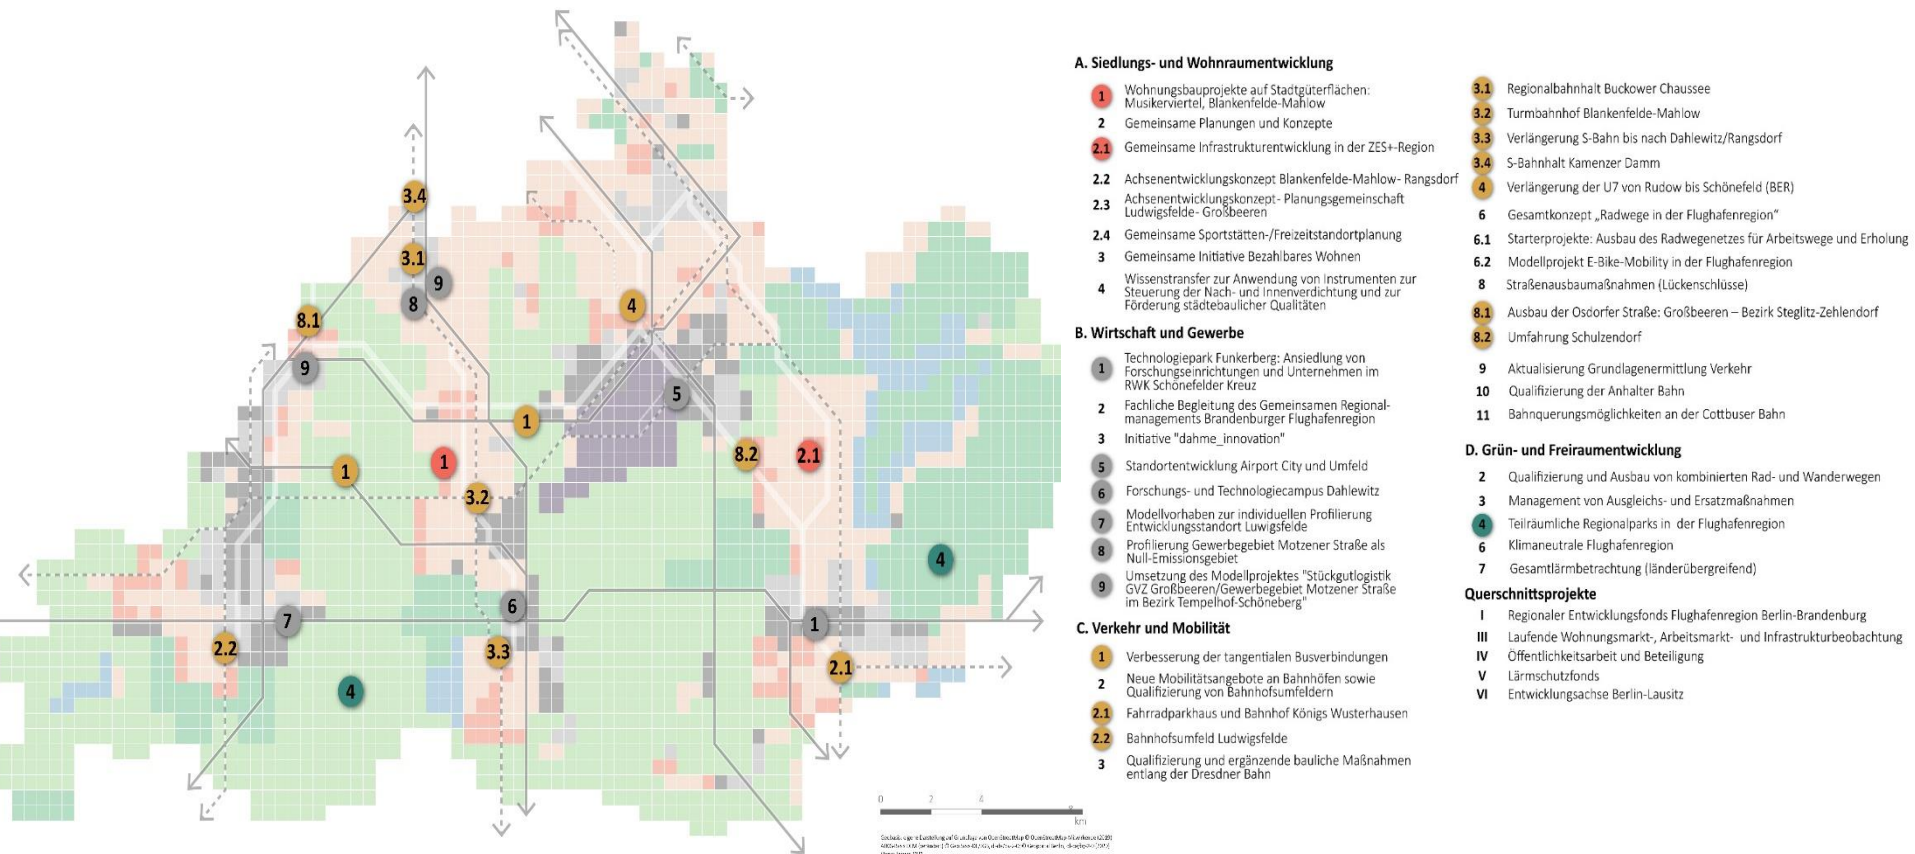 3.4
3.1
9
8
4
8.1
9
5
1
8.2
2.1
1
1
3.2
4
6
7
1
2.2
3.3
2.1
4
0 2 4 8
km
A. Siedlungs- und Wohnraumentwicklung
1 Wohnungsbauprojekte auf Stadtgüterflächen:
Musikerviertel, Blankenfelde-Mahlow
2 Gemeinsame Planungen und Konzepte
2.1 Gemeinsame Infrastrukturentwicklung in der ZES+-Region
2.2 Achsenentwicklungskonzept Blankenfelde-Mahlow- Rangsdorf
2.3 Achsenentwicklungskonzept- Planungsgemeinschaft
Ludwigsfelde- Großbeeren
2.4 Gemeinsame Sportstätten-/Freizeitstandortplanung
3 Gemeinsame Initiative Bezahlbares Wohnen
4 Wissenstransfer zur Anwendung von Instrumenten zur
Steuerung der Nach- und Innenverdichtung und zur
Förderung städtebaulicher Qualitäten
B. Wirtschaft und Gewerbe
1 Technologiepark Funkerberg: Ansiedlung von
Forschungseinrichtungen und Unternehmen im
RWK Schönefelder Kreuz
2 Fachliche Begleitung des Gemeinsamen Regional-
managements Brandenburger Flughafenregion
3 Initiative "dahme_innovation"
5 Standortentwicklung Airport City und Umfeld
6 Forschungs- und Technologiecampus Dahlewitz
7 Modellvorhaben zur individuellen Profilierung
Entwicklungsstandort Luwigsfelde
8 Profilierung Gewerbegebiet Motzener Straße als
Null-Emissionsgebiet
9 Umsetzung des Modellprojektes "Stückgutlogistik
GVZ Großbeeren/Gewerbegebiet Motzener Straße
im Bezirk Tempelhof-Schöneberg"
C. Verkehr und Mobilität
1 Verbesserung der tangentialen Busverbindungen
2 Neue Mobilitätsangebote an Bahnhöfen sowie
Qualifizierung von Bahnhofsumfeldern
2.1 Fahrradparkhaus und Bahnhof Königs Wusterhausen
2.2 Bahnhofsumfeld Ludwigsfelde
3 Qualifizierung und ergänzende bauliche Maßnahmen
entlang der Dresdner Bahn
3.1 Regionalbahnhalt Buckower Chaussee
3.2 Turmbahnhof Blankenfelde-Mahlow
3.3 Verlängerung S-Bahn bis nach Dahlewitz/Rangsdorf
3.4 S-Bahnhalt Kamenzer Damm
4 Verlängerung der U7 von Rudow bis Schönefeld (BER)
6 Gesamtkonzept „Radwege in der Flughafenregion“
6.1 Starterprojekte: Ausbau des Radwegenetzes für Arbeitswege und Erholung
6.2 Modellprojekt E-Bike-Mobility in der Flughafenregion
8 Straßenausbaumaßnahmen (Lückenschlüsse)
8.1 Ausbau der Osdorfer Straße: Großbeeren – Bezirk Steglitz-Zehlendorf
8.2 Umfahrung Schulzendorf
9 Aktualisierung Grundlagenermittlung Verkehr
10 Qualifizierung der Anhalter Bahn
11 Bahnquerungsmöglichkeiten an der Cottbuser Bahn
D. Grün- und Freiraumentwicklung
2 Qualifizierung und Ausbau von kombinierten Rad- und Wanderwegen
3 Management von Ausgleichs- und Ersatzmaßnahmen
4 Teilräumliche Regionalparks in der Flughafenregion
6 Klimaneutrale Flughafenregion
7 Gesamtlärmbetrachtung (länderübergreifend)
Querschnittsprojekte
I Regionaler Entwicklungsfonds Flughafenregion Berlin-Brandenburg
III Laufende Wohnungsmarkt-, Arbeitsmarkt- und Infrastrukturbeobachtung
IV Öffentlichkeitsarbeit und Beteiligung
V Lärmschutzfonds
VI Entwicklungsachse Berlin-Lausitz